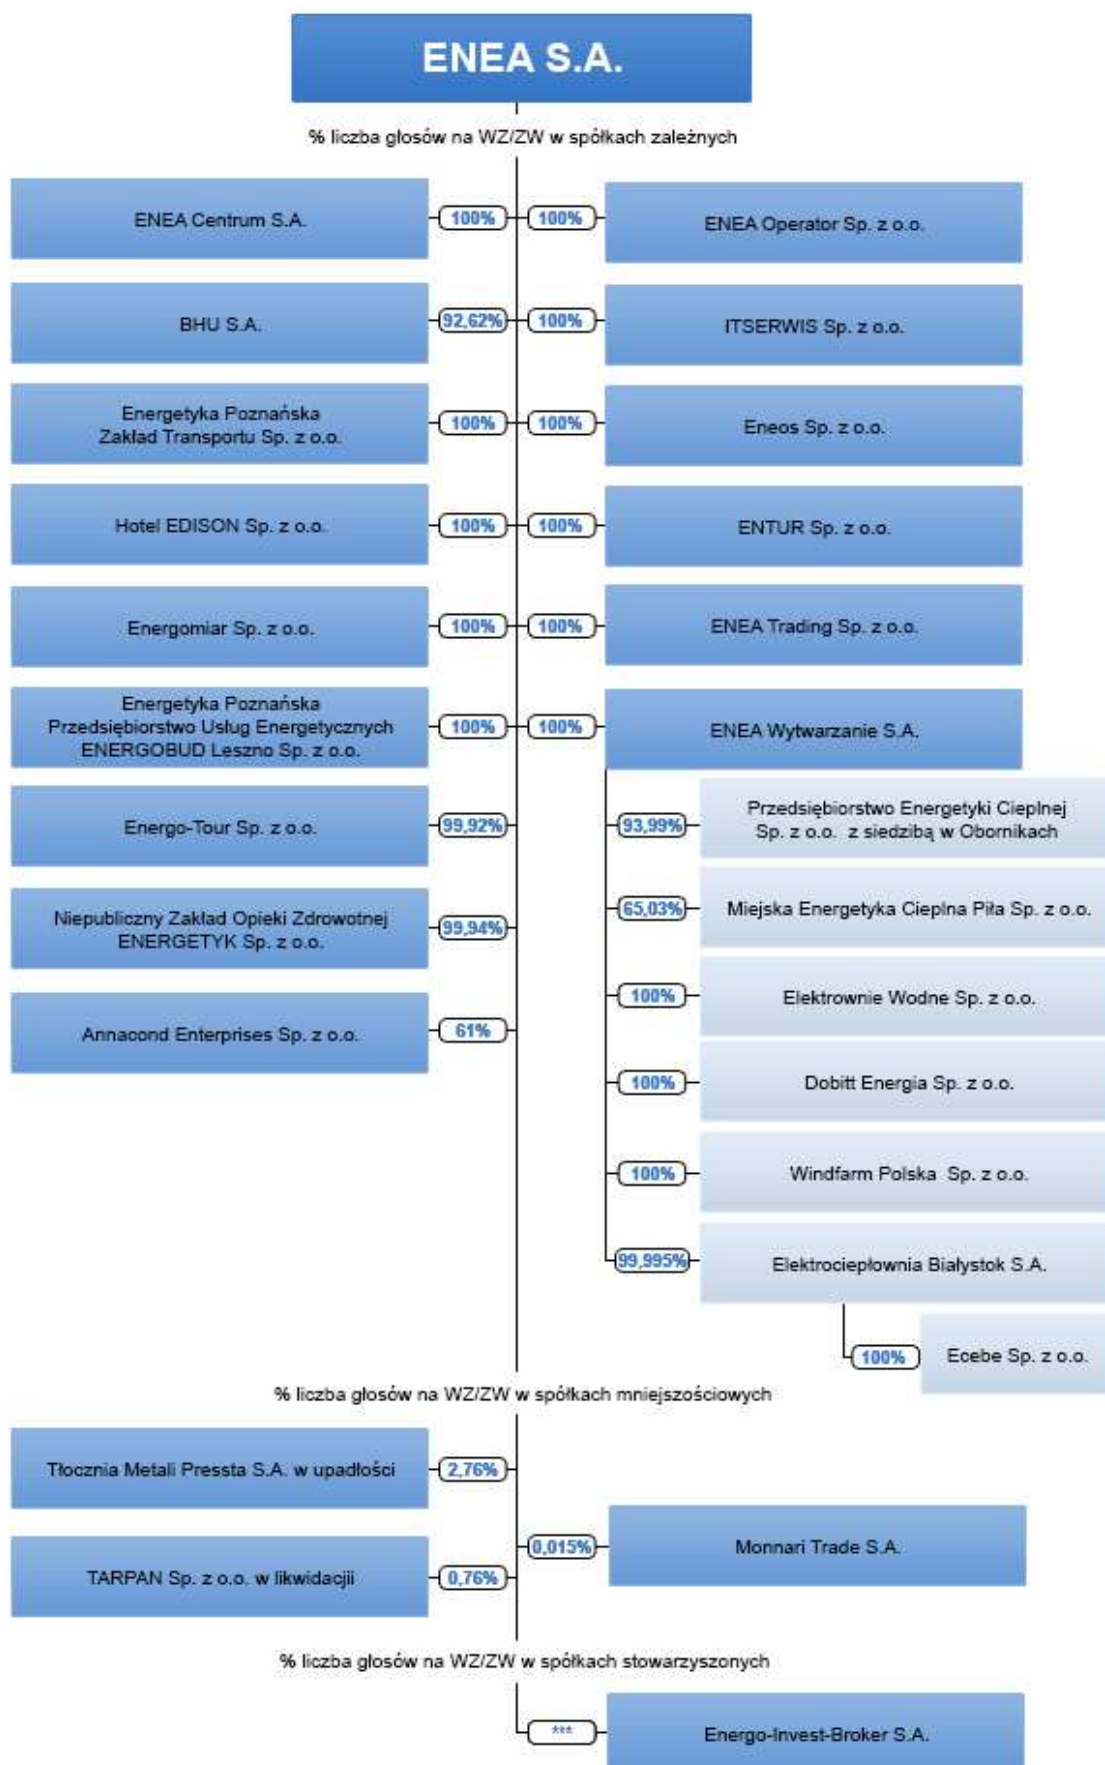 ENEA S.A.
% liczba głosów na WZ/ZW w spółkach zależnych
ENEA Centrum S.A.
100%
100%
ENEA Operator Sp. z o.o.
BHU S.A.
92,62%
100%
ITSERWIS Sp. z o.o.
Energetyka Poznańska
Zakład Transportu Sp. z o.o.
100%
100%
Eneos Sp. z o.o.
Hotel EDISON Sp. z o.o.
100%
100%
ENTUR Sp. z o.o.
Energomiar Sp. z o.o.
100%
100%
ENEA Trading Sp. z o.o.
Energetyka Poznańska
Przedsiębiorstwo Usług Energetycznych
ENERGOBUD Leszno Sp. z o.o.
100%
100%
ENEA Wytwarzanie S.A.
Energo-Tour Sp. z o.o.
99,92%
93,99%
Przedsiębiorstwo Energetyki Cieplnej
Sp. z o.o. z siedzibą w Obornikach
Niepubliczny Zakład Opieki Zdrowotnej
ENERGETYK Sp. z o.o.
99,94%
65,03%
Miejska Energetyka Cieplna Piła Sp. z o.o.
Annacond Enterprises Sp. z o.o.
61%
100%
Elektrownie Wodne Sp. z o.o.
100%
Dobitt Energia Sp. z o.o.
100%
Windfarm Polska Sp. z o.o.
99,995%
Elektrociepłownia Białystok S.A.
100%
Ecebe Sp. z o.o.
% liczba głosów na WZ/ZW w spółkach mniejszościowych
Tłocznia Metali Pressta S.A. w upadłości
2,76%
0,015%
Monnari Trade S.A.
TARPAN Sp. z o.o. w likwidacjii
0,76%
% liczba głosów na WZ/ZW w spółkach stowarzyszonych
***
Energo-Invest-Broker S.A.